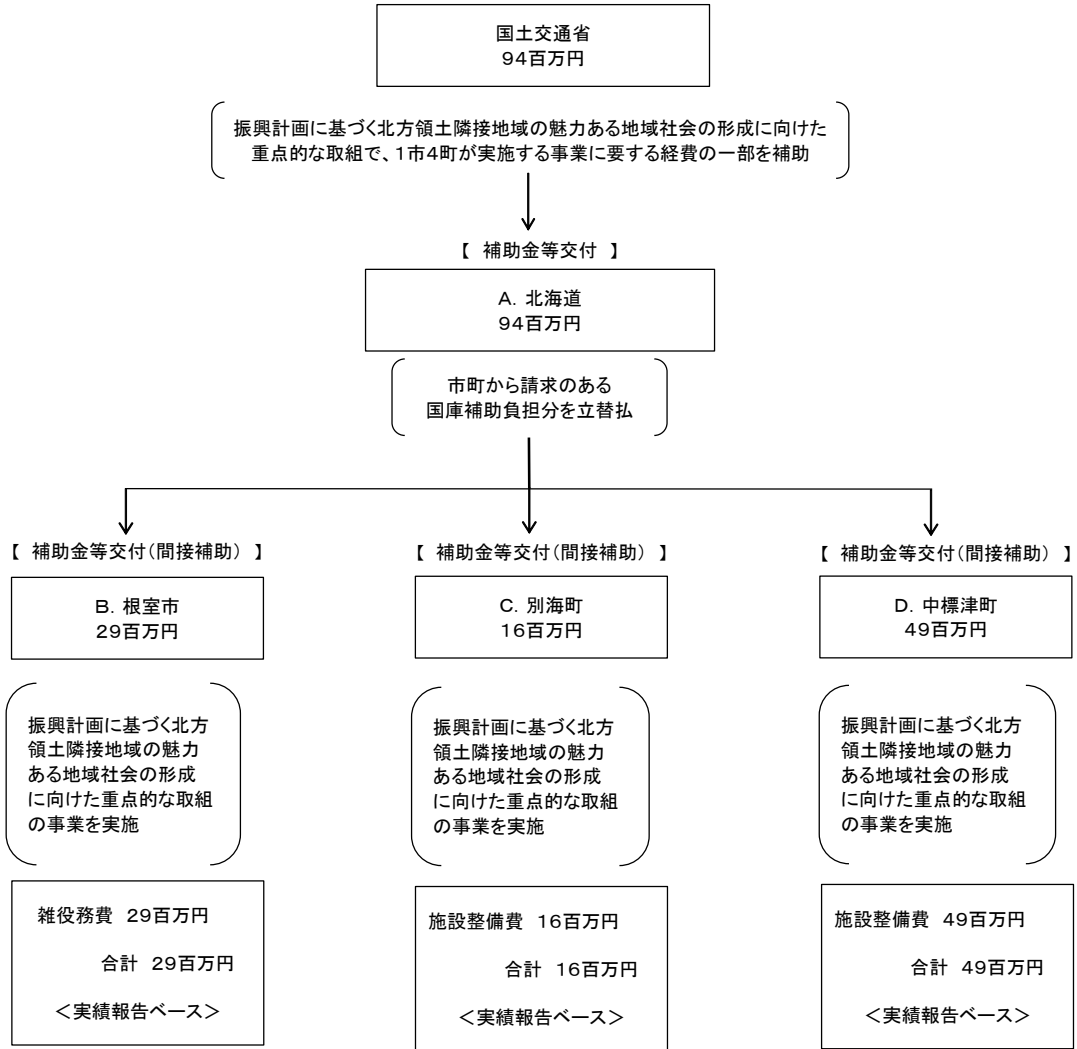 国土交通省
94百万円
振興計画に基づく北方領土隣接地域の魅力ある地域社会の形成に向けた
重点的な取組で、1市4町が実施する事業に要する経費の一部を補助
【 補助金等交付 】
A. 北海道
94百万円
市町から請求のある
国庫補助負担分を立替払
【 補助金等交付(間接補助) 】
B. 根室市
29百万円
振興計画に基づく北方
領土隣接地域の魅力
ある地域社会の形成
に向けた重点的な取組
の事業を実施
雑役務費 29百万円
合計 29百万円
＜実績報告ベース＞
【 補助金等交付(間接補助) 】
C. 別海町
16百万円
振興計画に基づく北方
領土隣接地域の魅力
ある地域社会の形成
に向けた重点的な取組
の事業を実施
施設整備費 16百万円
合計 16百万円
＜実績報告ベース＞
【 補助金等交付(間接補助) 】
D. 中標津町
49百万円
振興計画に基づく北方
領土隣接地域の魅力
ある地域社会の形成
に向けた重点的な取組
の事業を実施
施設整備費 49百万円
合計 49百万円
＜実績報告ベース＞